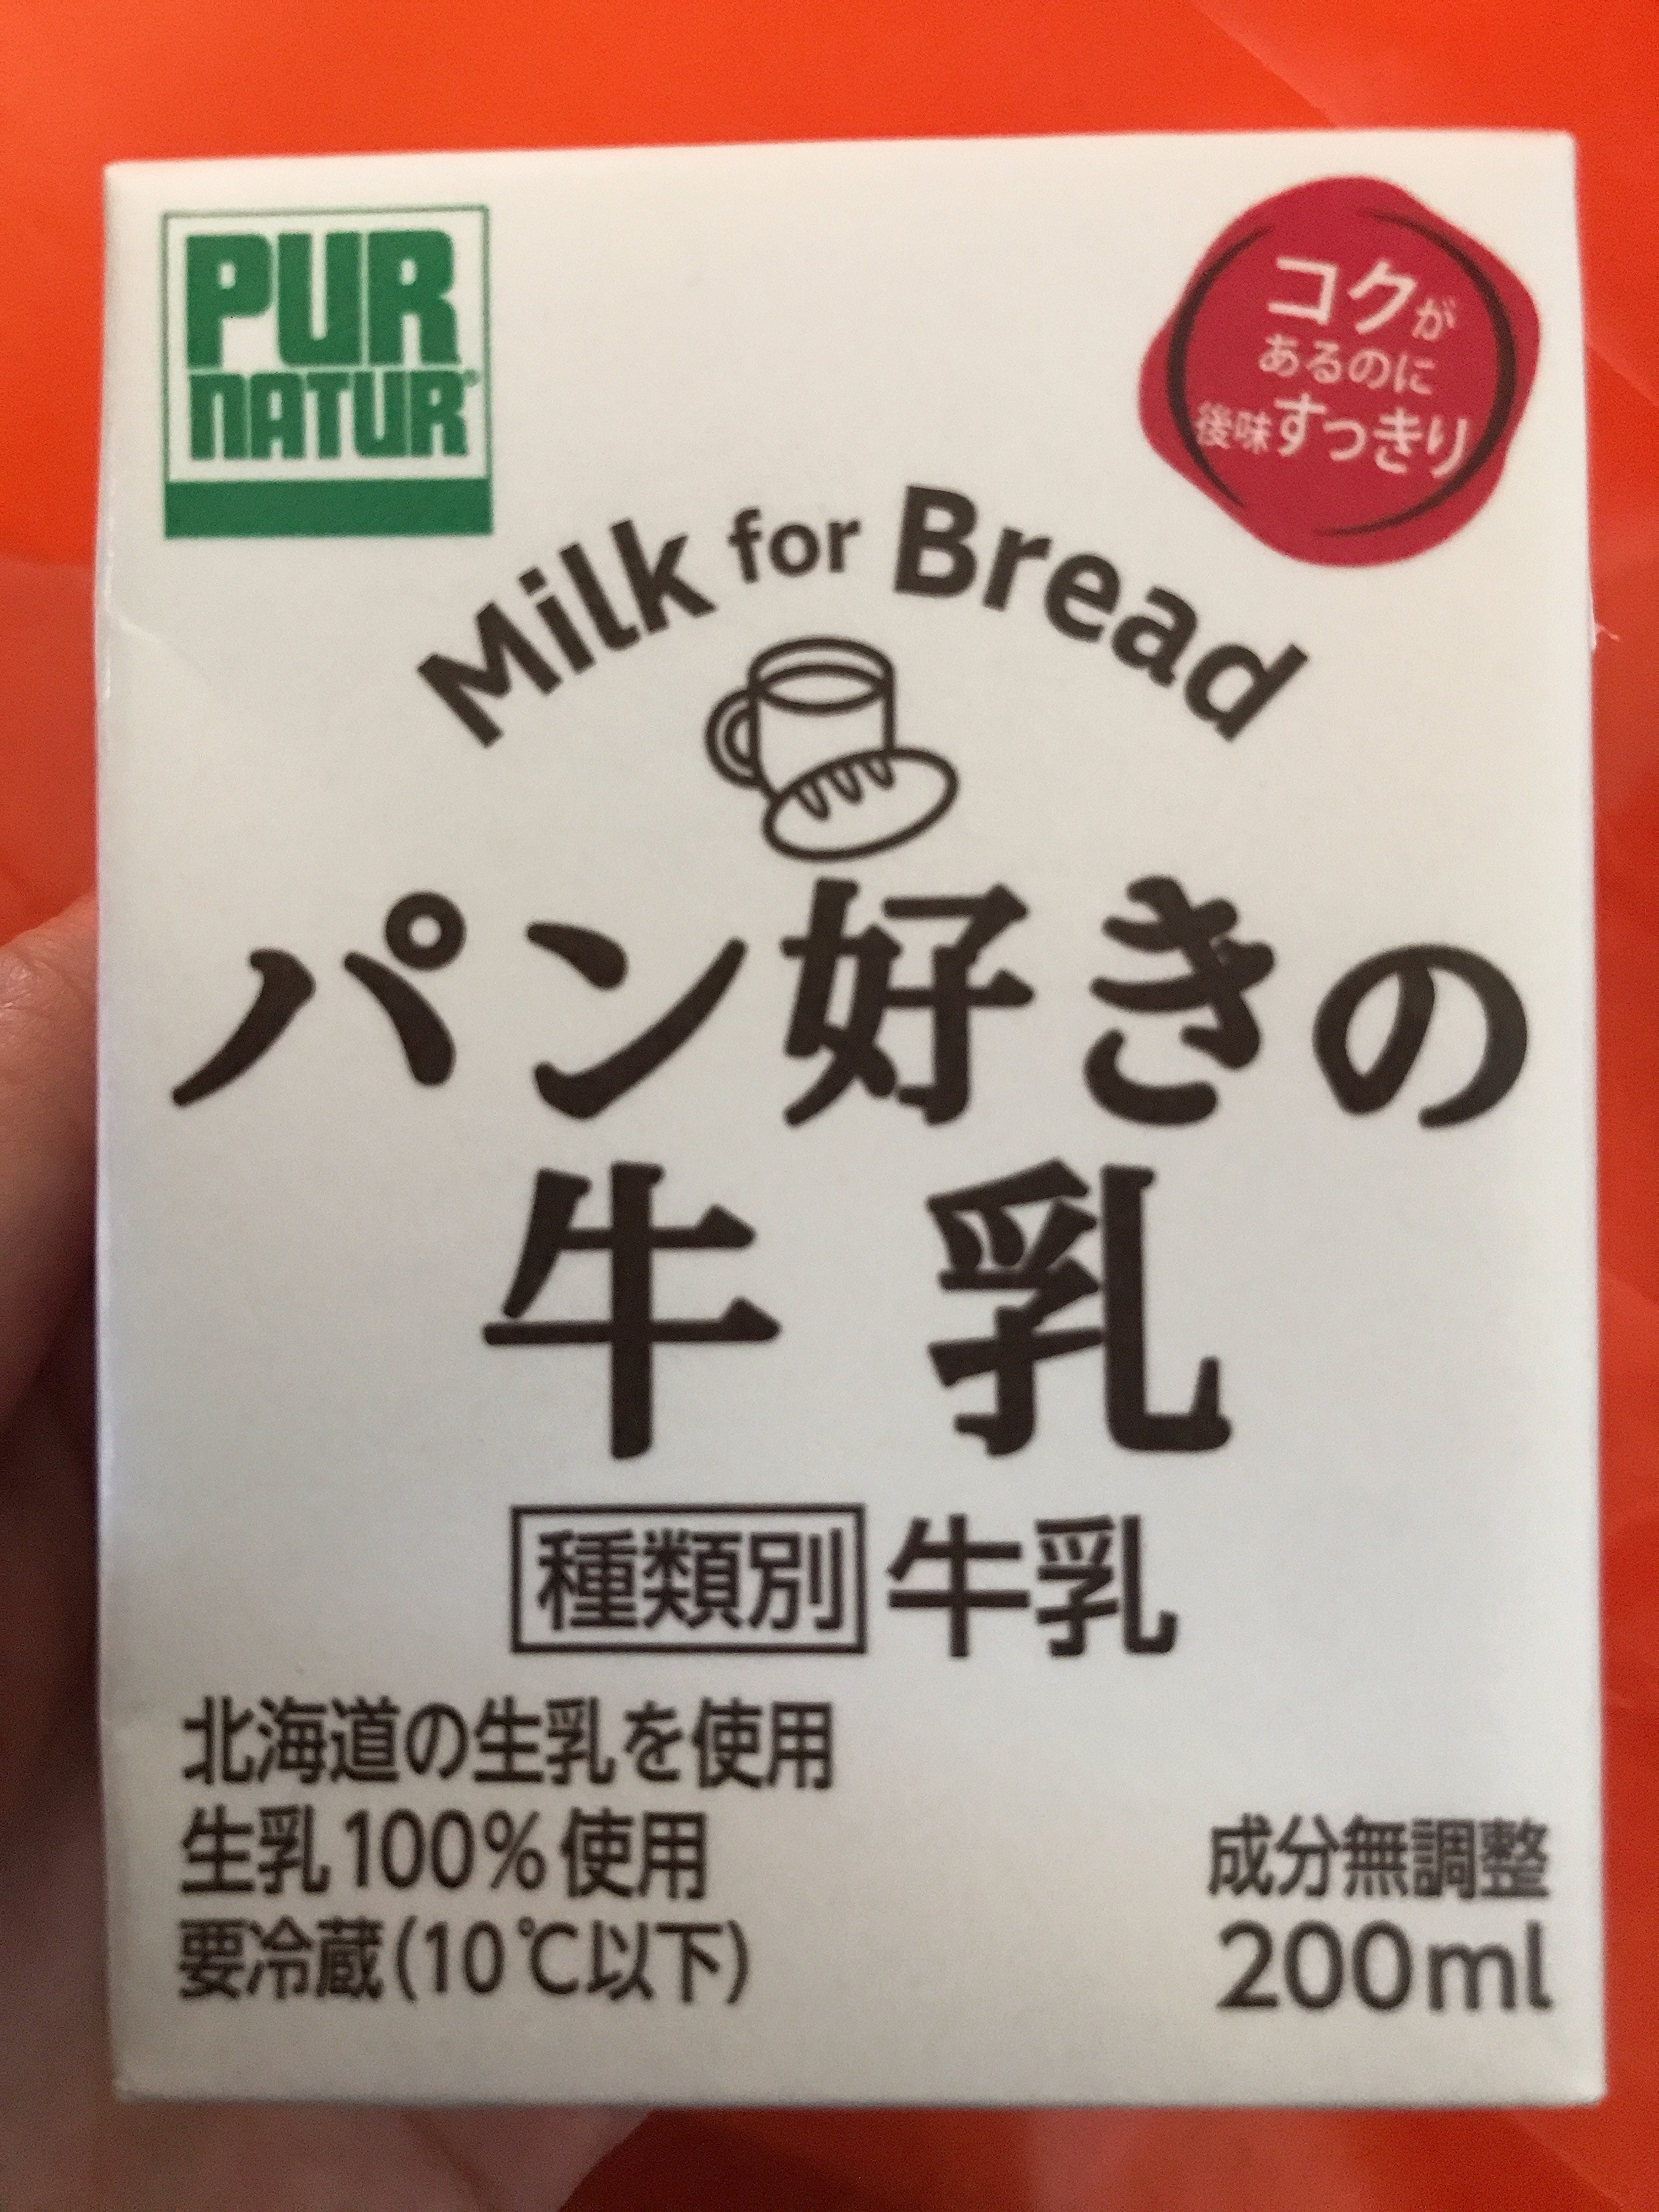 PUR
NATUR®
コクが
あるのに
後味すっきり
Milk for Bread
パン好きの
牛乳
種類別 牛乳
北海道の生乳を使用
生乳100%使用
要冷蔵(10℃以下)
成分無調整
200ml